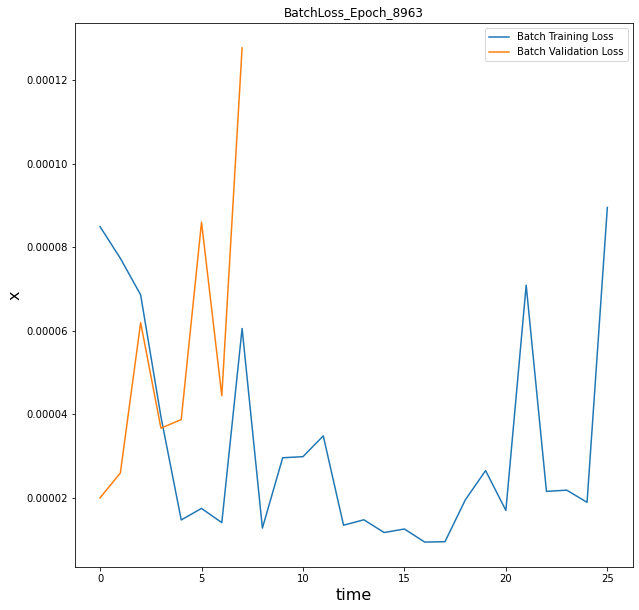 BatchLoss_Epoch_8963
Batch Training Loss
Batch Validation Loss
0.00012
0.00010
0.00008
0.00006
0.00004
0.00002
x
0 5 10 15 20 25
time